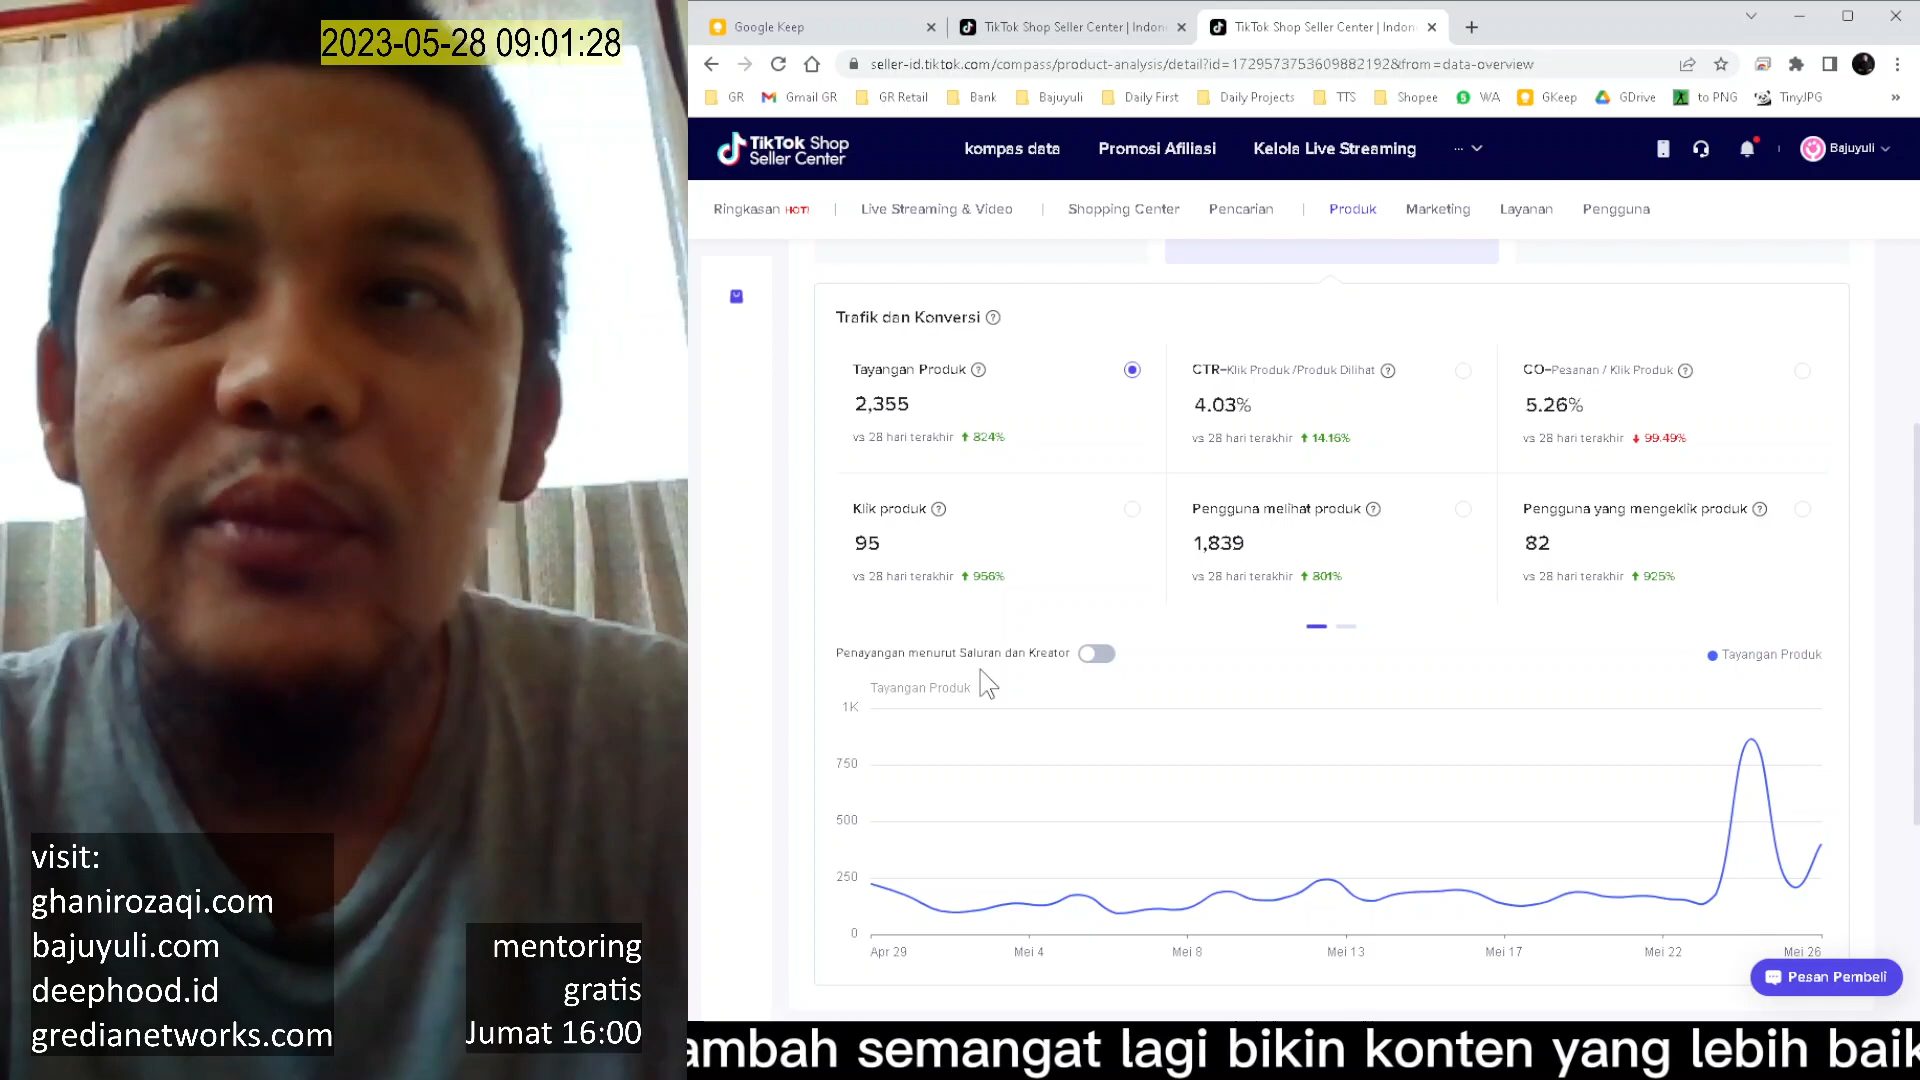 2023-05-28 09:01:28
visit:
ghanirozaqi.com
bajuyuli.com
deephood.id
gredianetworks.com
mentoring
gratis
Jumat 16:00
Google Keep
TikTok Shop Seller Center | Indon
TikTok Shop Seller Center | Indon
seller-id.tiktok.com/compass/product-analysis/detail?id=1729573753609882192&from=data-overview
GR
Gmail GR
GR Retail
Bank
Bajuyuli
Daily First
Daily Projects
TTS
Shopee
WA
GKeep
GDrive
to PNG
TinyJPG
»
TikTok Shop
Seller Center
kompas data
Promosi Afiliasi
Kelola Live Streaming
...
Bajuyuli
Ringkasan HOT!
Live Streaming & Video
Shopping Center
Pencarian
Produk
Marketing
Layanan
Pengguna
Trafik dan Konversi
Tayangan Produk
2,355
vs 28 hari terakhir 824%
CTR-Klik Produk /Produk Dilihat
4.03%
vs 28 hari terakhir 14.16%
CO-Pesanan / Klik Produk
5.26%
vs 28 hari terakhir 99.49%
Klik produk
95
vs 28 hari terakhir 956%
Pengguna melihat produk
1,839
vs 28 hari terakhir 801%
Pengguna yang mengeklik produk
82
vs 28 hari terakhir 925%
Penayangan menurut Saluran dan Kreator
Tayangan Produk
Tayangan Produk
1K
750
500
250
0
Apr 29
Mei 4
Mei 8
Mei 13
Mei 17
Mei 22
Mei 26
Pesan Pembeli
ambah semangat lagi bikin konten yang lebih baik